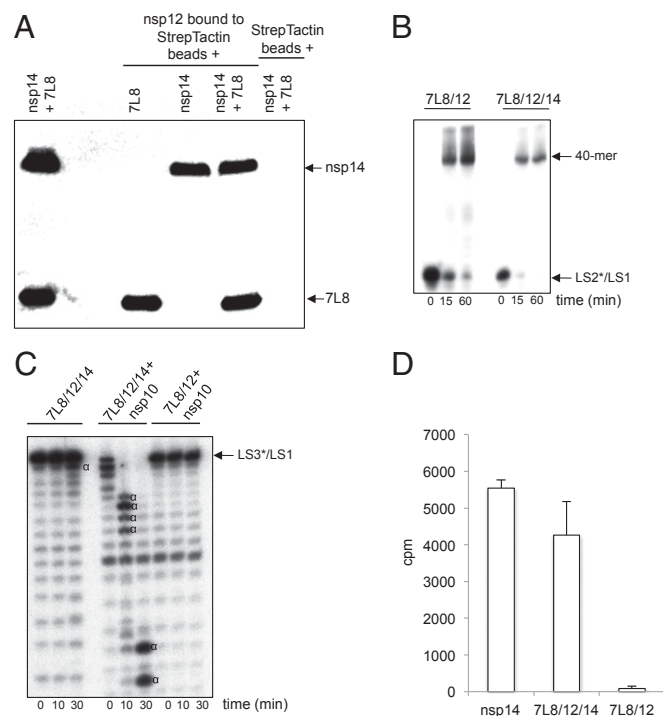 A
nsp12 bound to
StrepTactin
beads +
StrepTactin
beads +
nsp14
+ 7L8
7L8
nsp14
nsp14
+ 7L8
nsp14
+ 7L8
nsp14
7L8
B
7L8/12
7L8/12/14
40-mer
LS2*/LS1
0 15 60 0 15 60
time (min)
C
7L8/12/14
7L8/12/14+
nsp10
7L8/12+
nsp10
LS3*/LS1
α
α
α
α
α
α
α
0 10 30 0 10 30 0 10 30 time (min)
D
7000
6000
5000
4000
3000
2000
1000
0
cpm
nsp14 7L8/12/14 7L8/12